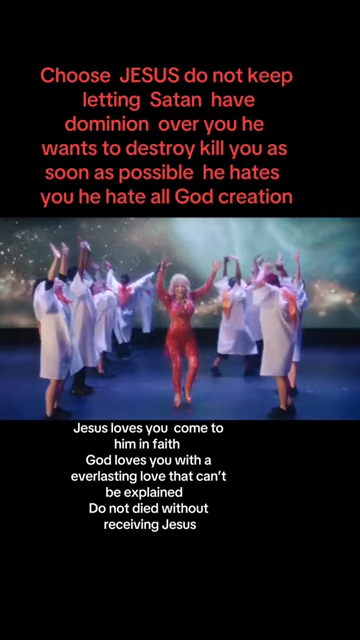 Choose JESUS do not keep
letting Satan have
dominion over you he
wants to destroy kill you as
soon as possible he hates
you he hate all God creation
Jesus loves you come to
him in faith
God loves you with a
everlasting love that can't
be explained
Do not died without
receiving Jesus